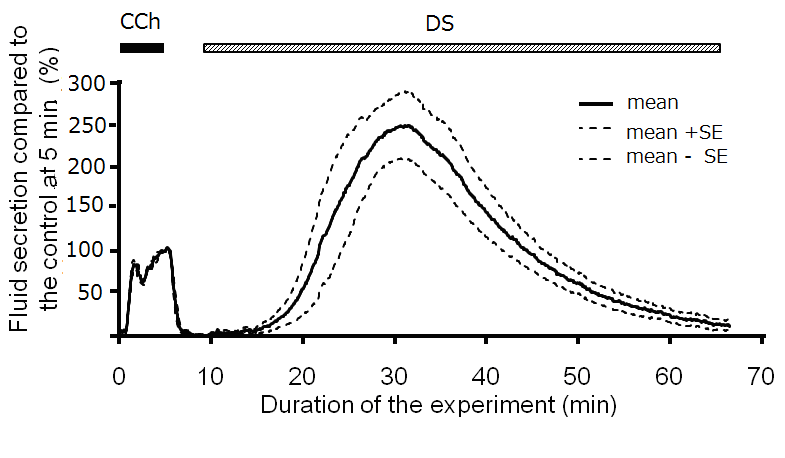 CCh
DS
Fluid secretion compared to
the control at 5 min (%)
300
250
200
150
100
50
mean
mean +SE
mean - SE
0 10 20 30 40 50 60 70
Duration of the experiment (min)